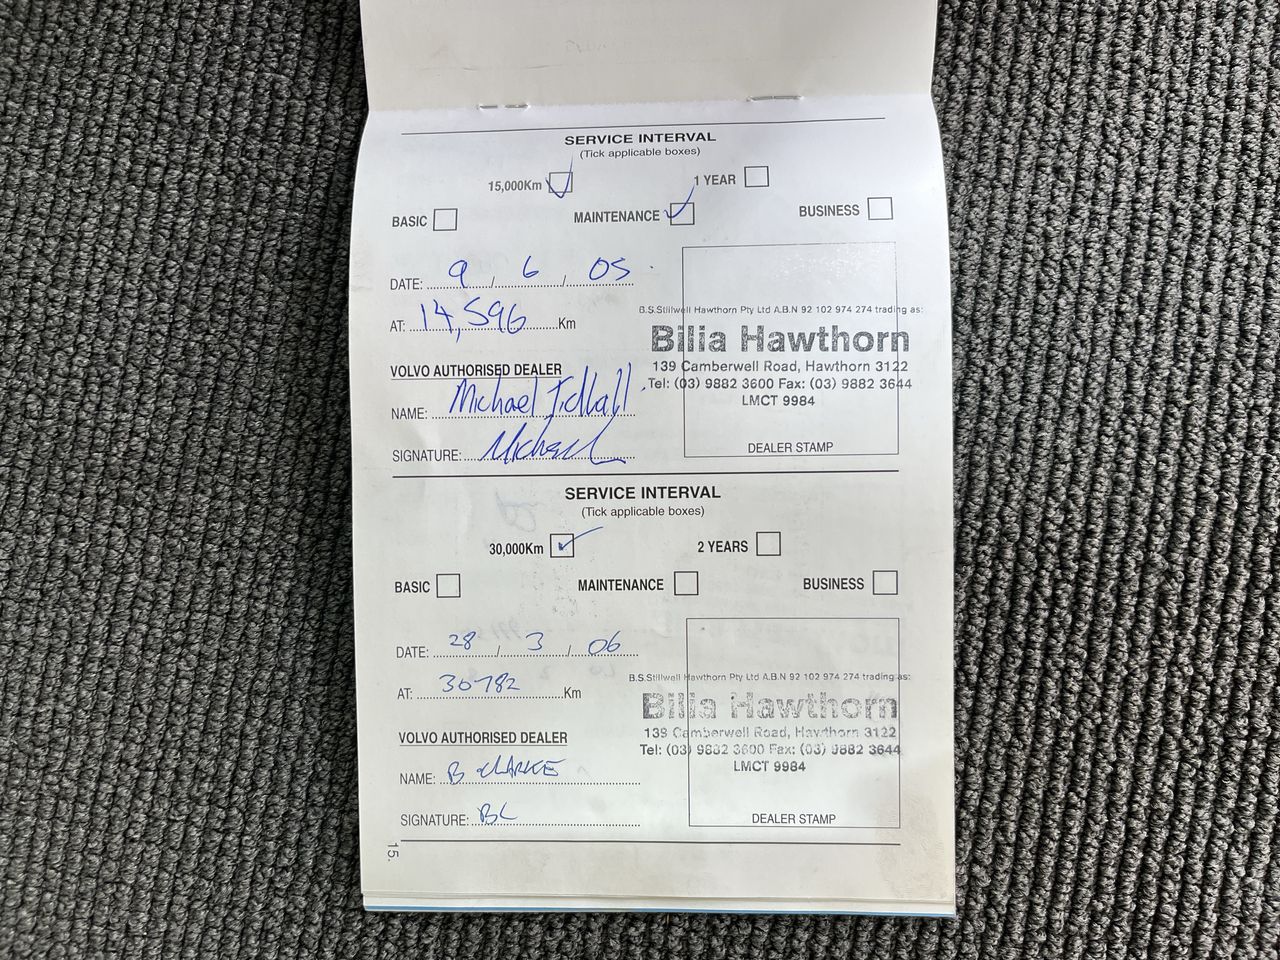 SERVICE INTERVAL
(Tick applicable boxes)
15,000Km 1 YEAR
BASIC MAINTENANCE BUSINESS
DATE: 9 / 6 / 05
AT: 14,596 Km
B.S.Stillwell Hawthorn Pty Ltd A.B.N 92 102 974 274 trading as:
Bilia Hawthorn
139 Camberwell Road, Hawthorn 3122
Tel: (03) 9882 3600 Fax: (03) 9882 3644
LMCT 9984
VOLVO AUTHORISED DEALER
NAME: Michael
SIGNATURE: Michael
DEALER STAMP
SERVICE INTERVAL
(Tick applicable boxes)
30,000Km 2 YEARS
BASIC MAINTENANCE BUSINESS
DATE: 28 / 3 / 06
AT: 30782 Km
B.S.Stillwell Hawthorn Pty Ltd A.B.N 92 102 974 274 trading as:
Bilia Hawthorn
139 Camberwell Road, Hawthorn 3122
Tel: (03) 9882 3600 Fax: (03) 9882 3644
LMCT 9984
VOLVO AUTHORISED DEALER
NAME: B CLARKE
SIGNATURE: BC
DEALER STAMP
15.